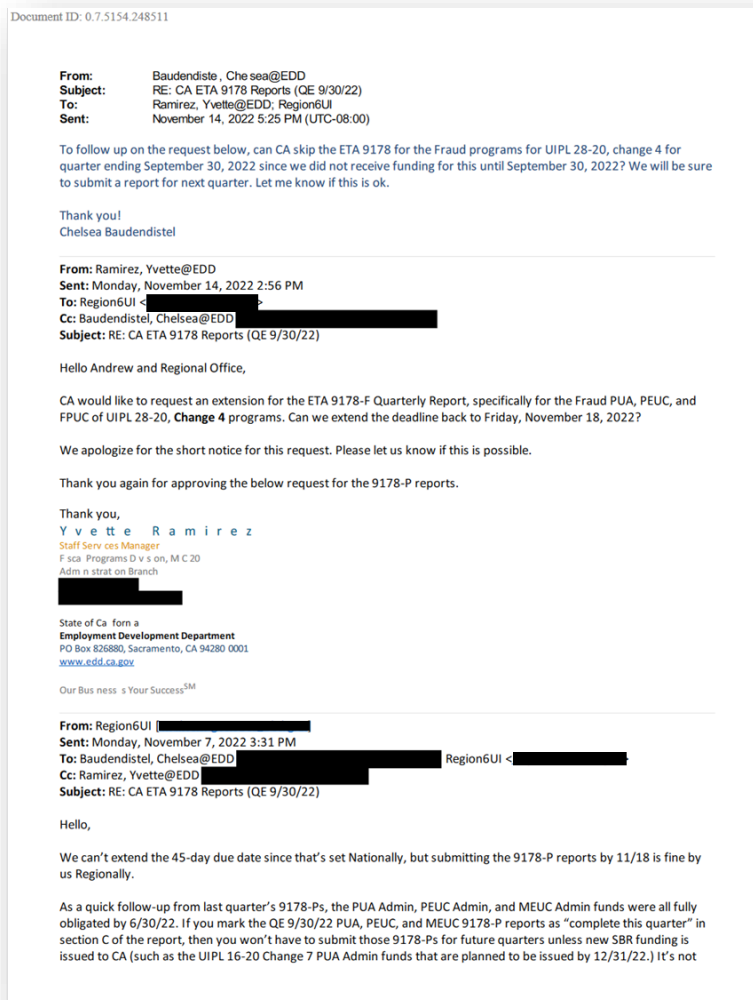 Document ID: 0.7.5154.248511
From: Baudendiste , Che sea@EDD
Subject: RE: CA ETA 9178 Reports (QE 9/30/22)
To: Ramirez, Yvette@EDD; Region6UI
Sent: November 14, 2022 5:25 PM (UTC-08:00)
To follow up on the request below, can CA skip the ETA 9178 for the Fraud programs for UIPL 28-20, change 4 for
quarter ending September 30, 2022 since we did not receive funding for this until September 30, 2022? We will be sure
to submit a report for next quarter. Let me know if this is ok.
Thank you!
Chelsea Baudendistel
From: Ramirez, Yvette@EDD
Sent: Monday, November 14, 2022 2:56 PM
To: Region6UI < >
Cc: Baudendistel, Chelsea@EDD
Subject: RE: CA ETA 9178 Reports (QE 9/30/22)
Hello Andrew and Regional Office,
CA would like to request an extension for the ETA 9178-F Quarterly Report, specifically for the Fraud PUA, PEUC, and
FPUC of UIPL 28-20, Change 4 programs. Can we extend the deadline back to Friday, November 18, 2022?
We apologize for the short notice for this request. Please let us know if this is possible.
Thank you again for approving the below request for the 9178-P reports.
Thank you,
Yvette Ramirez
Staff Serv ces Manager
F sca Programs D v s on, M C 20
Adm n strat on Branch
State of Ca forn a
Employment Development Department
PO Box 826880, Sacramento, CA 94280 0001
www.edd.ca.gov
Our Bus ness s Your Success SM
From: Region6UI [
Sent: Monday, November 7, 2022 3:31 PM
To: Baudendistel, Chelsea@EDD Region6UI <
Cc: Ramirez, Yvette@EDD
Subject: RE: CA ETA 9178 Reports (QE 9/30/22)
Hello,
We can't extend the 45-day due date since that's set Nationally, but submitting the 9178-P reports by 11/18 is fine by
us Regionally.
As a quick follow-up from last quarter's 9178-Ps, the PUA Admin, PEUC Admin, and MEUC Admin funds were all fully
obligated by 6/30/22. If you mark the QE 9/30/22 PUA, PEUC, and MEUC 9178-P reports as "complete this quarter" in
section C of the report, then you won't have to submit those 9178-Ps for future quarters unless new SBR funding is
issued to CA (such as the UIPL 16-20 Change 7 PUA Admin funds that are planned to be issued by 12/31/22.) It's not